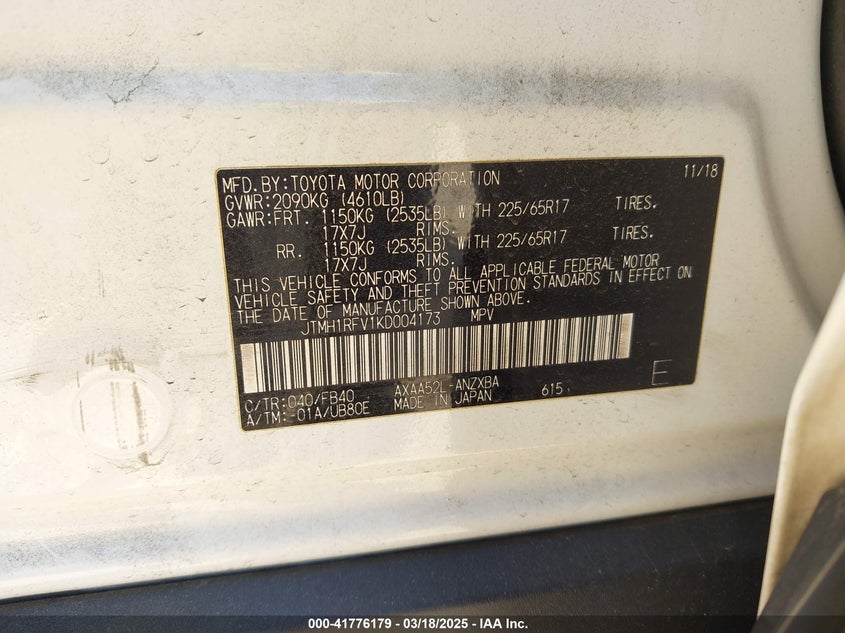 MFD.BY:TOYOTA MOTOR CORPORATION 11/18
GVWR:2090KG (4610LB)
GAWR:FRT. 1150KG (2535LB) WITH 225/65R17 TIRES.
17X7J RIMS.
RR. 1150KG (2535LB) WITH 225/65R17 TIRES.
17X7J RIMS.
THIS VEHICLE CONFORMS TO ALL APPLICABLE FEDERAL MOTOR
VEHICLE SAFETY AND THEFT PREVENTION STANDARDS IN EFFECT ON
THE DATE OF MANUFACTURE SHOWN ABOVE.
JTMH1RFV1KD004173 MPV
C/TR:040/FB40 AXAA52L-ANZXBA 615 E
A/TM:-01A/UB80E MADE IN JAPAN
000-41776179 - 03/18/2025 - IAA Inc.